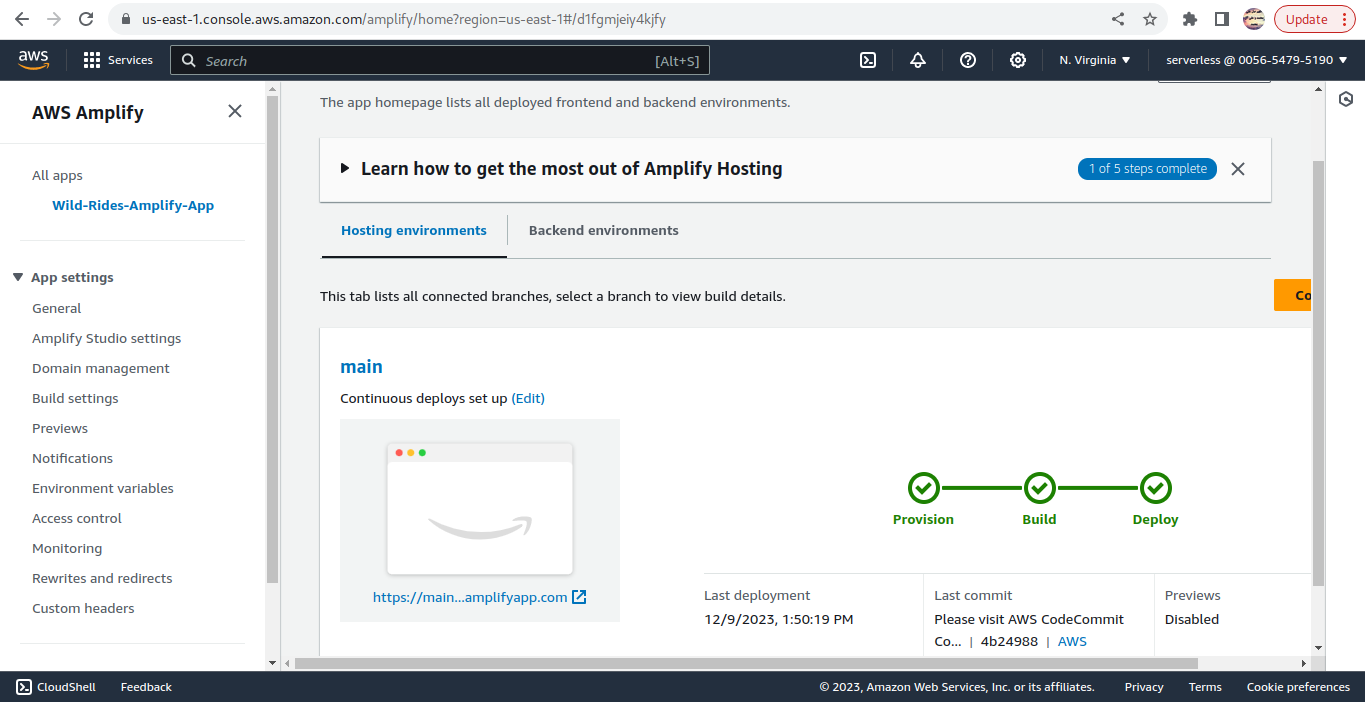 us-east-1.console.aws.amazon.com/amplify/home?region=us-east-1#/d1fgmjeiy4kjfy
Update
aws
Services
Search
[Alt+S]
N. Virginia
serverless @ 0056-5479-5190
AWS Amplify
All apps
Wild-Rides-Amplify-App
App settings
General
Amplify Studio settings
Domain management
Build settings
Previews
Notifications
Environment variables
Access control
Monitoring
Rewrites and redirects
Custom headers
The app homepage lists all deployed frontend and backend environments.
Learn how to get the most out of Amplify Hosting
1 of 5 steps complete
Hosting environments
Backend environments
This tab lists all connected branches, select a branch to view build details.
Co
main
Continuous deploys set up (Edit)
https://main...amplifyapp.com
Provision
Build
Deploy
Last deployment
12/9/2023, 1:50:19 PM
Last commit
Please visit AWS CodeCommit
Co... | 4b24988 | AWS
Previews
Disabled
CloudShell
Feedback
© 2023, Amazon Web Services, Inc. or its affiliates.
Privacy
Terms
Cookie preferences